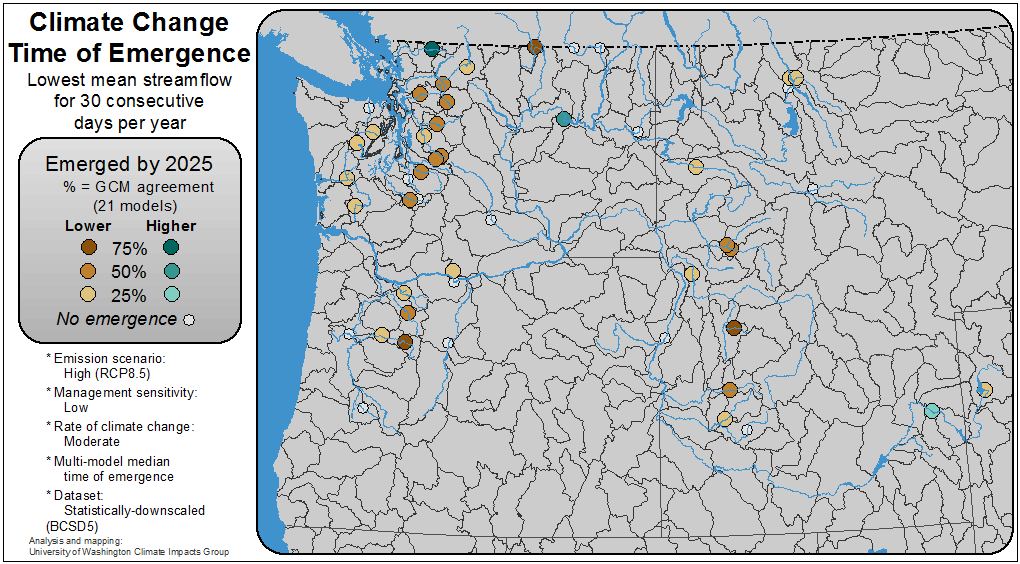 Climate Change
Time of Emergence
Lowest mean streamflow
for 30 consecutive
days per year
Emerged by 2025
% = GCM agreement
(21 models)
Lower Higher
75%
50%
25%
No emergence
* Emission scenario:
High (RCP8.5)
* Management sensitivity:
Low
* Rate of climate change:
Moderate
* Multi-model median
time of emergence
* Dataset:
Statistically-downscaled
(BCSD5)
Analysis and mapping:
University of Washington Climate Impacts Group